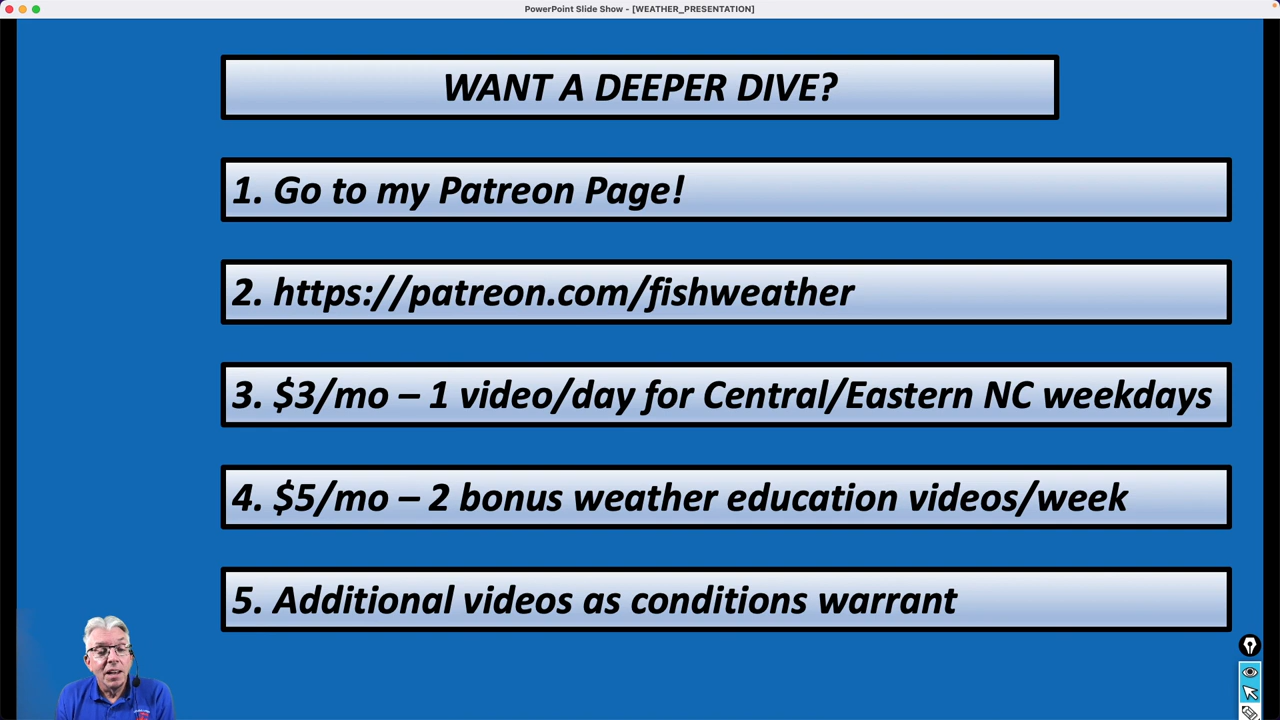 PowerPoint Slide Show - [WEATHER_PRESENTATION]
WANT A DEEPER DIVE?
1. Go to my Patreon Page!
2. https://patreon.com/fishweather
3. $3/mo – 1 video/day for Central/Eastern NC weekdays
4. $5/mo – 2 bonus weather education videos/week
5. Additional videos as conditions warrant